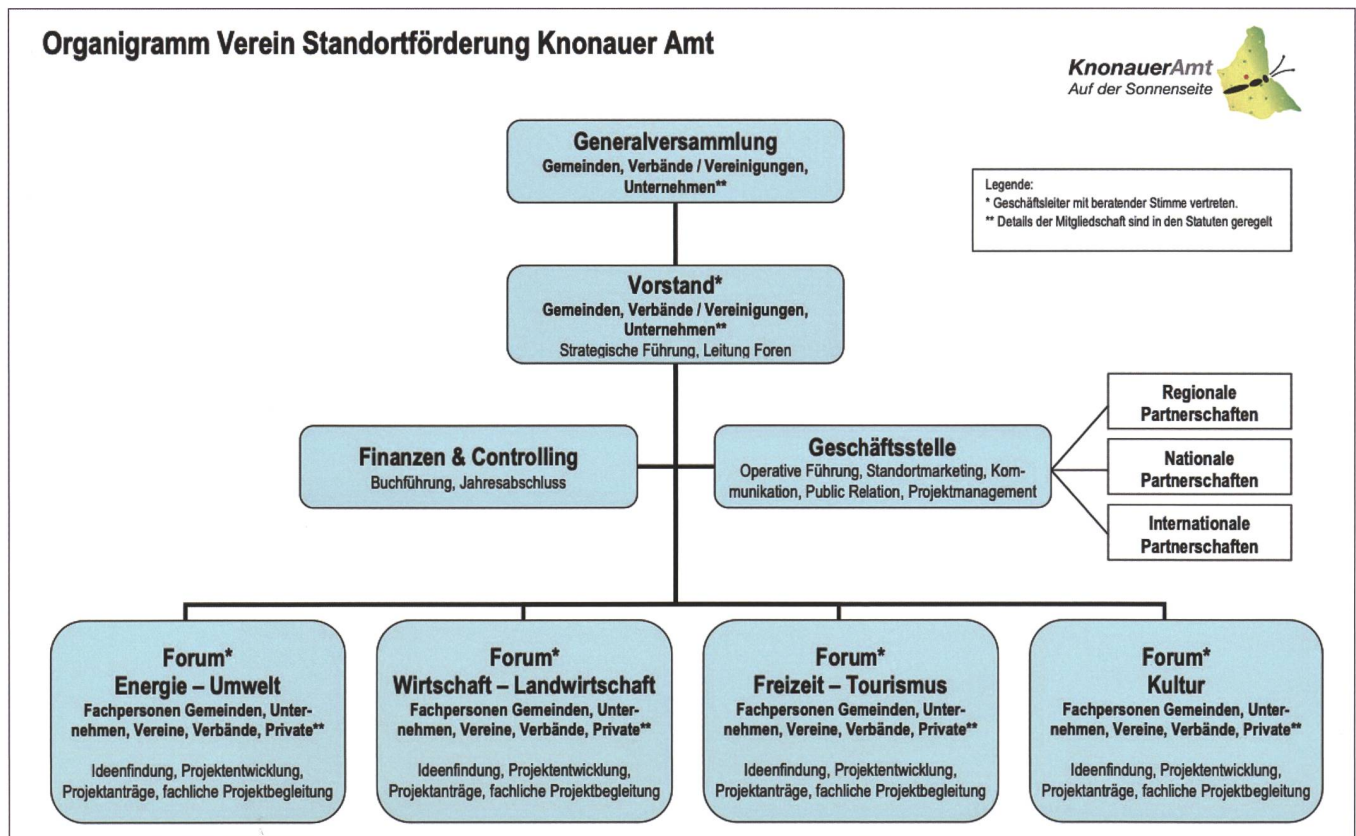 Organigramm Verein Standortförderung Knonauer Amt
KnonauerAmt
Auf der Sonnenseite
Generalversammlung
Gemeinden, Verbände / Vereinigungen,
Unternehmen**
Legende:
* Geschäftsleiter mit beratender Stimme vertreten.
** Details der Mitgliedschaft sind in den Statuten geregelt
Vorstand*
Gemeinden, Verbände / Vereinigungen,
Unternehmen**
Strategische Führung, Leitung Foren
Finanzen & Controlling
Buchführung, Jahresabschluss
Geschäftsstelle
Operative Führung, Standortmarketing, Kom-
munikation, Public Relation, Projektmanagement
Regionale
Partnerschaften
Nationale
Partnerschaften
Internationale
Partnerschaften
Forum*
Energie – Umwelt
Fachpersonen Gemeinden, Unter-
nehmen, Vereine, Verbände, Private**
Ideenfindung, Projektentwicklung,
Projektanträge, fachliche Projektbegleitung
Forum*
Wirtschaft – Landwirtschaft
Fachpersonen Gemeinden, Unter-
nehmen, Vereine, Verbände, Private**
Ideenfindung, Projektentwicklung,
Projektanträge, fachliche Projektbegleitung
Forum*
Freizeit – Tourismus
Fachpersonen Gemeinden, Unter-
nehmen, Vereine, Verbände, Private**
Ideenfindung, Projektentwicklung,
Projektanträge, fachliche Projektbegleitung
Forum*
Kultur
Fachpersonen Gemeinden, Unter-
nehmen, Vereine, Verbände, Private**
Ideenfindung, Projektentwicklung,
Projektanträge, fachliche Projektbegleitung